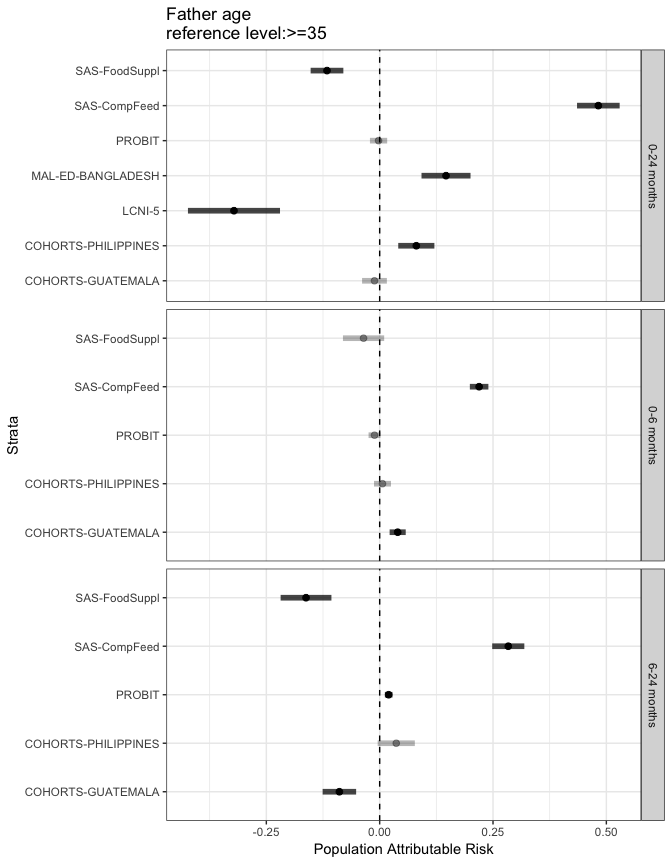 Father age
reference level:>=35
SAS-FoodSuppl
SAS-CompFeed
PROBIT
MAL-ED-BANGLADESH
LCNI-5
COHORTS-PHILIPPINES
COHORTS-GUATEMALA
0-24 months
SAS-FoodSuppl
SAS-CompFeed
PROBIT
COHORTS-PHILIPPINES
COHORTS-GUATEMALA
0-6 months
SAS-FoodSuppl
SAS-CompFeed
PROBIT
COHORTS-PHILIPPINES
COHORTS-GUATEMALA
6-24 months
Strata
-0.25 0.00 0.25 0.50
Population Attributable Risk